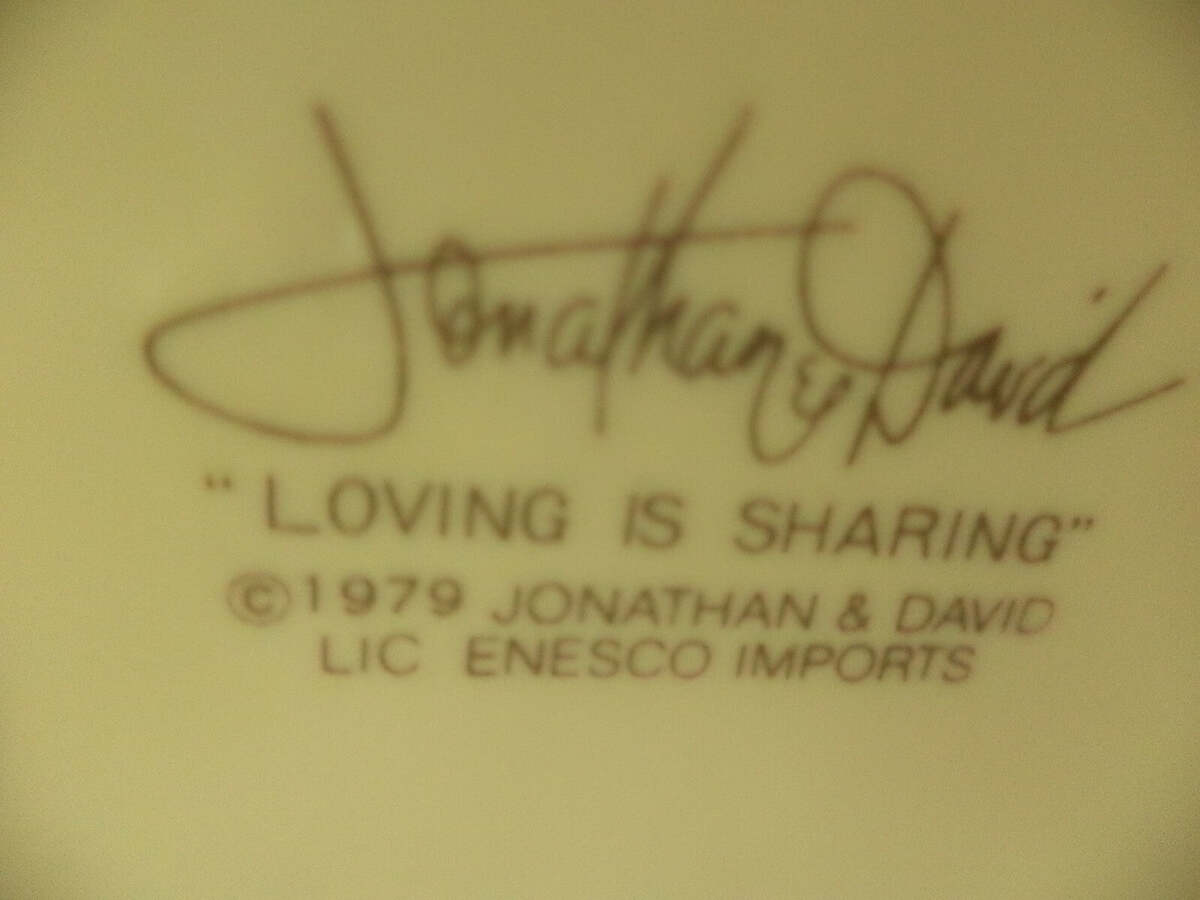 Jonathan & David
"LOVING IS SHARING"
©1979 JONATHAN & DAVID
LIC ENESCO IMPORTS